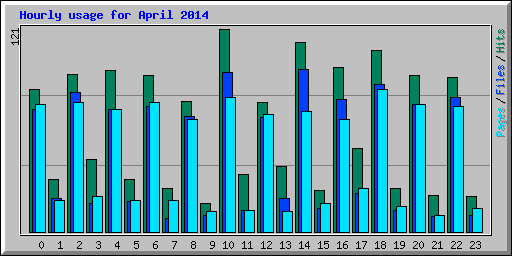 Hourly usage for April 2014
121
Pages/Files/Hits
0 1 2 3 4 5 6 7 8 9 10 11 12 13 14 15 16 17 18 19 20 21 22 23